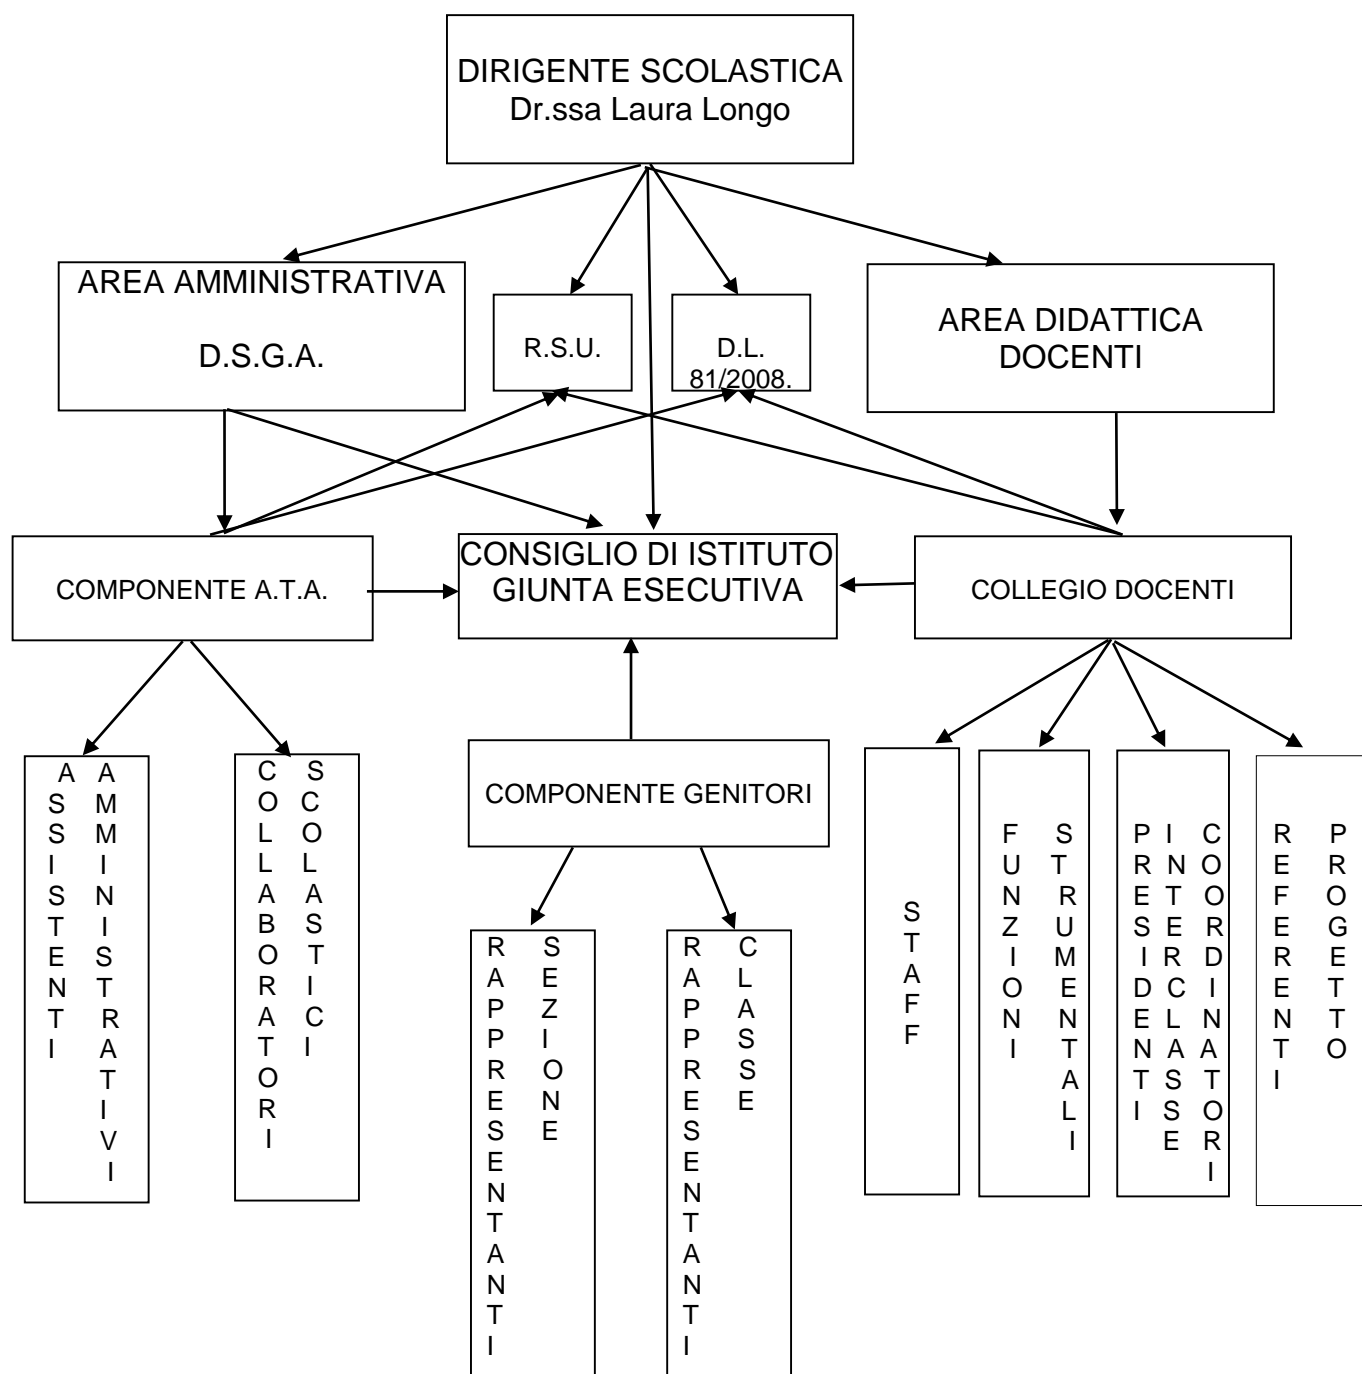 DIRIGENTE SCOLASTICA
Dr.ssa Laura Longo
AREA AMMINISTRATIVA
D.S.G.A.
R.S.U.
D.L.
81/2008.
AREA DIDATTICA
DOCENTI
COMPONENTE A.T.A.
CONSIGLIO DI ISTITUTO
GIUNTA ESECUTIVA
COLLEGIO DOCENTI
ASSISTENTI
AMMINISTRATIVI
COLLABORATORI
SCOLASTICI
COMPONENTE GENITORI
RAPPRESENTANTI
SEZIONE
RAPPRESENTANTI
CLASSE
STAFF
FUNZIONI
STRUMENTALI
PRESIDENTI
INTERCLASSE
COORDINATORI
REFERENTI
PROGETTO